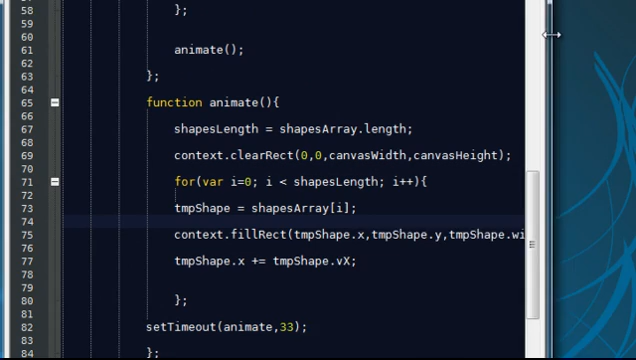 58 };
59
60
61 animate();
62
63 };
64
65 function animate(){
66
67 shapesLength = shapesArray.length;
68
69 context.clearRect(0,0,canvasWidth,canvasHeight);
70
71 for(var i=0; i < shapesLength; i++){
72
73 tmpShape = shapesArray[i];
74
75 context.fillRect(tmpShape.x,tmpShape.y,tmpShape.wi
76
77 tmpShape.x += tmpShape.vX;
78
79
80 };
81
82 setTimeout(animate,33);
83
84 };